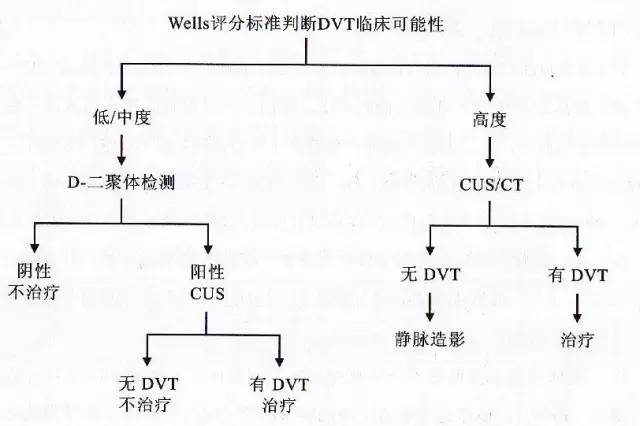 Wells评分标准判断DVT临床可能性
低/中度
高度
D-二聚体检测
CUS/CT
阴性
不治疗
阳性
CUS
无 DVT
有 DVT
静脉造影
治疗
无 DVT
不治疗
有 DVT
治疗